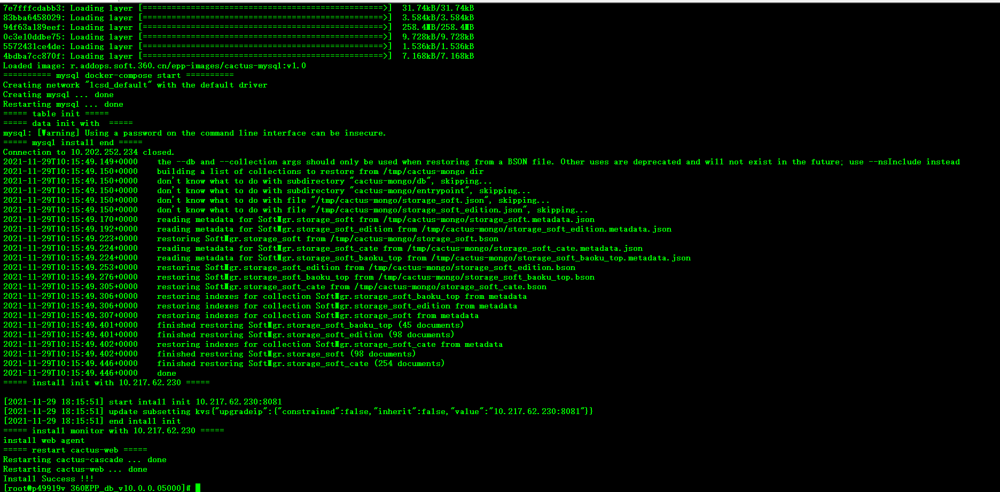 7e7fffcdabb3: Loading layer [==================================================>]  31.74kB/31.74kB
83bba6458029: Loading layer [==================================================>]  3.584kB/3.584kB
94f63a189eef: Loading layer [==================================================>]  258.4MB/258.4MB
0c3e10ddbe75: Loading layer [==================================================>]  9.728kB/9.728kB
5572431ce4de: Loading layer [==================================================>]  1.536kB/1.536kB
4bdba7cc870f: Loading layer [==================================================>]  7.168kB/7.168kB
Loaded image: r.addops.soft.360.cn/epp-images/cactus-mysql:v1.0
========== mysql docker-compose start ==========
Creating network "lcsd_default" with the default driver
Creating mysql ... done
Restarting mysql ... done
===== table init =====
===== data init with  =====
mysql: [Warning] Using a password on the command line interface can be insecure.
===== mysql install end =====
Connection to 10.202.252.234 closed.
2021-11-29T10:15:49.149+0000    the --db and --collection args should only be used when restoring from a BSON file. Other uses are deprecated and will not exist in the future; use --nsInclude instead
2021-11-29T10:15:49.150+0000    building a list of collections to restore from /tmp/cactus-mongo dir
2021-11-29T10:15:49.150+0000    don't know what to do with subdirectory "cactus-mongo/db", skipping...
2021-11-29T10:15:49.150+0000    don't know what to do with subdirectory "cactus-mongo/entrypoint", skipping...
2021-11-29T10:15:49.150+0000    don't know what to do with file "/tmp/cactus-mongo/storage_soft.json", skipping...
2021-11-29T10:15:49.150+0000    don't know what to do with file "/tmp/cactus-mongo/storage_soft_edition.json", skipping...
2021-11-29T10:15:49.170+0000    reading metadata for SoftMgr.storage_soft from /tmp/cactus-mongo/storage_soft.metadata.json
2021-11-29T10:15:49.192+0000    reading metadata for SoftMgr.storage_soft_edition from /tmp/cactus-mongo/storage_soft_edition.metadata.json
2021-11-29T10:15:49.223+0000    restoring SoftMgr.storage_soft from /tmp/cactus-mongo/storage_soft.bson
2021-11-29T10:15:49.224+0000    reading metadata for SoftMgr.storage_soft_cate from /tmp/cactus-mongo/storage_soft_cate.metadata.json
2021-11-29T10:15:49.224+0000    reading metadata for SoftMgr.storage_soft_baoku_top from /tmp/cactus-mongo/storage_soft_baoku_top.metadata.json
2021-11-29T10:15:49.253+0000    restoring SoftMgr.storage_soft_edition from /tmp/cactus-mongo/storage_soft_edition.bson
2021-11-29T10:15:49.276+0000    restoring SoftMgr.storage_soft_baoku_top from /tmp/cactus-mongo/storage_soft_baoku_top.bson
2021-11-29T10:15:49.305+0000    restoring SoftMgr.storage_soft_cate from /tmp/cactus-mongo/storage_soft_cate.bson
2021-11-29T10:15:49.306+0000    restoring indexes for collection SoftMgr.storage_soft_baoku_top from metadata
2021-11-29T10:15:49.306+0000    restoring indexes for collection SoftMgr.storage_soft_edition from metadata
2021-11-29T10:15:49.307+0000    restoring indexes for collection SoftMgr.storage_soft from metadata
2021-11-29T10:15:49.401+0000    finished restoring SoftMgr.storage_soft_baoku_top (45 documents)
2021-11-29T10:15:49.401+0000    finished restoring SoftMgr.storage_soft_edition (98 documents)
2021-11-29T10:15:49.402+0000    restoring indexes for collection SoftMgr.storage_soft_cate from metadata
2021-11-29T10:15:49.402+0000    finished restoring SoftMgr.storage_soft (98 documents)
2021-11-29T10:15:49.446+0000    finished restoring SoftMgr.storage_soft_cate (254 documents)
2021-11-29T10:15:49.446+0000    done
===== install init with 10.217.62.230 =====
[2021-11-29 18:15:51] start intall init 10.217.62.230:8081
[2021-11-29 18:15:51] update subsetting kvs{"upgradeip":{"constrained":false,"inherit":false,"value":"10.217.62.230:8081"}}
[2021-11-29 18:15:51] end intall init
===== install monitor with 10.217.62.230 =====
install web agent
===== restart cactus-web =====
Restarting cactus-cascade ... done
Restarting cactus-web ... done
Install Success !!!
[root@p49919v 360EPP_db_v10.0.0.05000]#